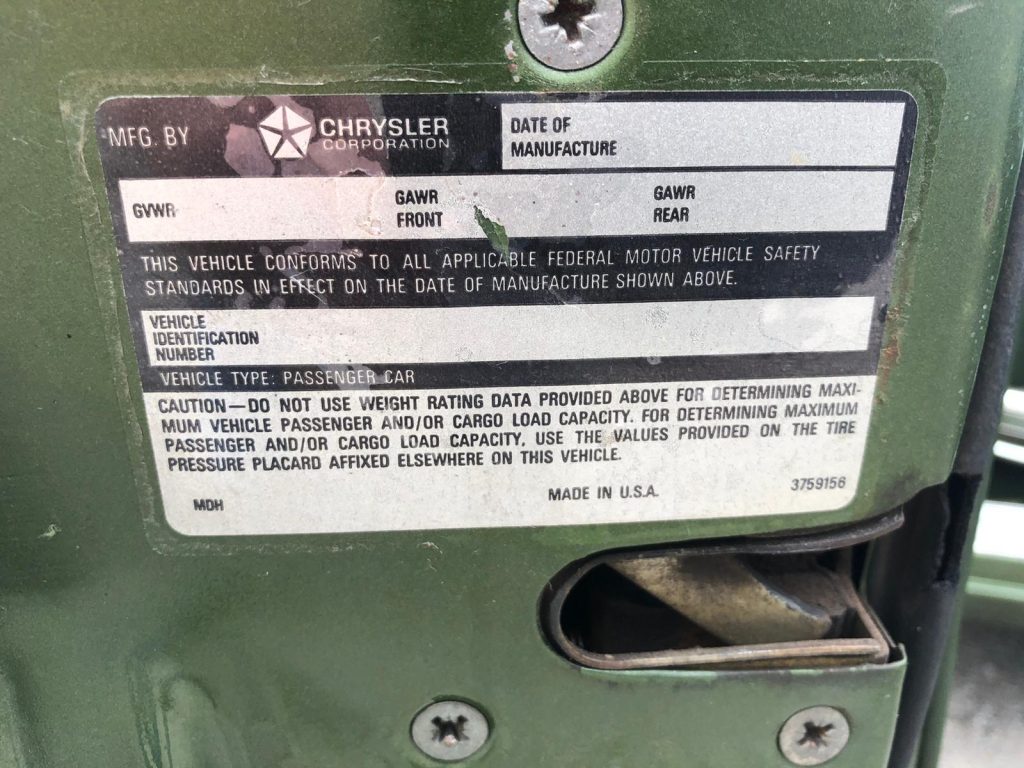 MFG. BY CHRYSLER CORPORATION
DATE OF
MANUFACTURE
GVWR
GAWR
FRONT
GAWR
REAR
THIS VEHICLE CONFORMS TO ALL APPLICABLE FEDERAL MOTOR VEHICLE SAFETY
STANDARDS IN EFFECT ON THE DATE OF MANUFACTURE SHOWN ABOVE.
VEHICLE
IDENTIFICATION
NUMBER
VEHICLE TYPE: PASSENGER CAR
CAUTION—DO NOT USE WEIGHT RATING DATA PROVIDED ABOVE FOR DETERMINING MAXI-
MUM VEHICLE PASSENGER AND/OR CARGO LOAD CAPACITY. FOR DETERMINING MAXIMUM
PASSENGER AND/OR CARGO LOAD CAPACITY, USE THE VALUES PROVIDED ON THE TIRE
PRESSURE PLACARD AFFIXED ELSEWHERE ON THIS VEHICLE.
MDH MADE IN U.S.A. 3759156